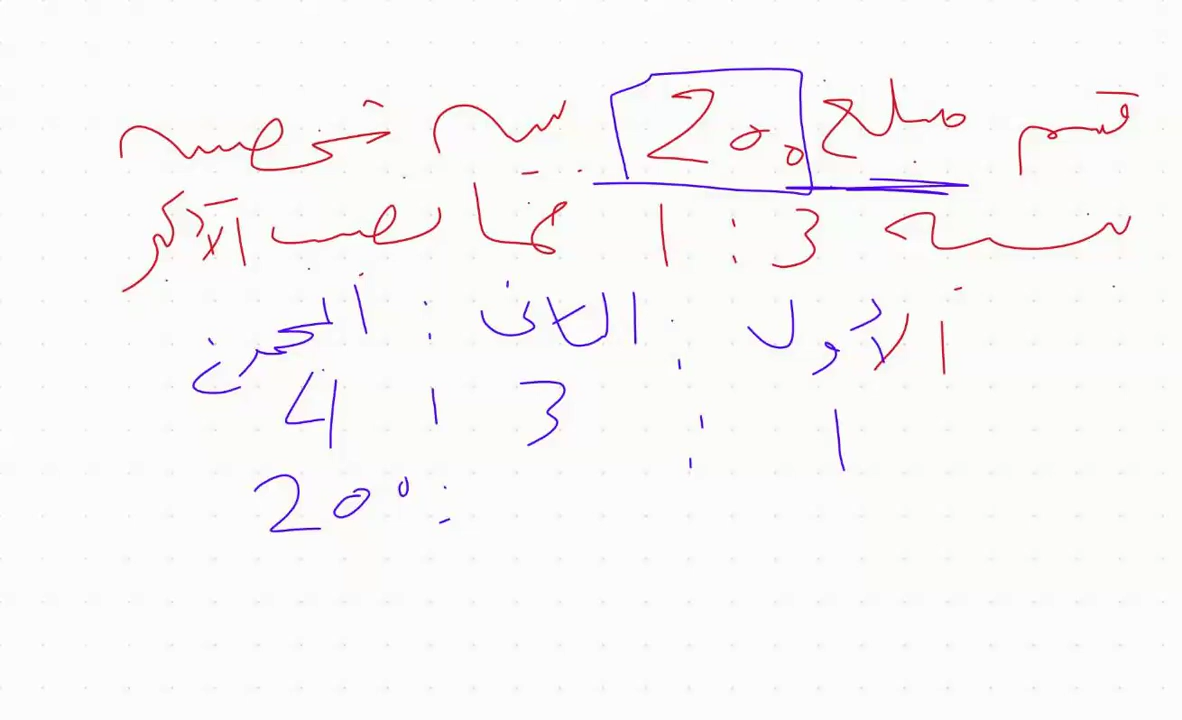 قسم مبلغ 200 بين شخصين
بنسبة 3 : 1 فما نصيب الأكبر
الأول : الثاني : المجموع
1 : 3 : 4
: 200